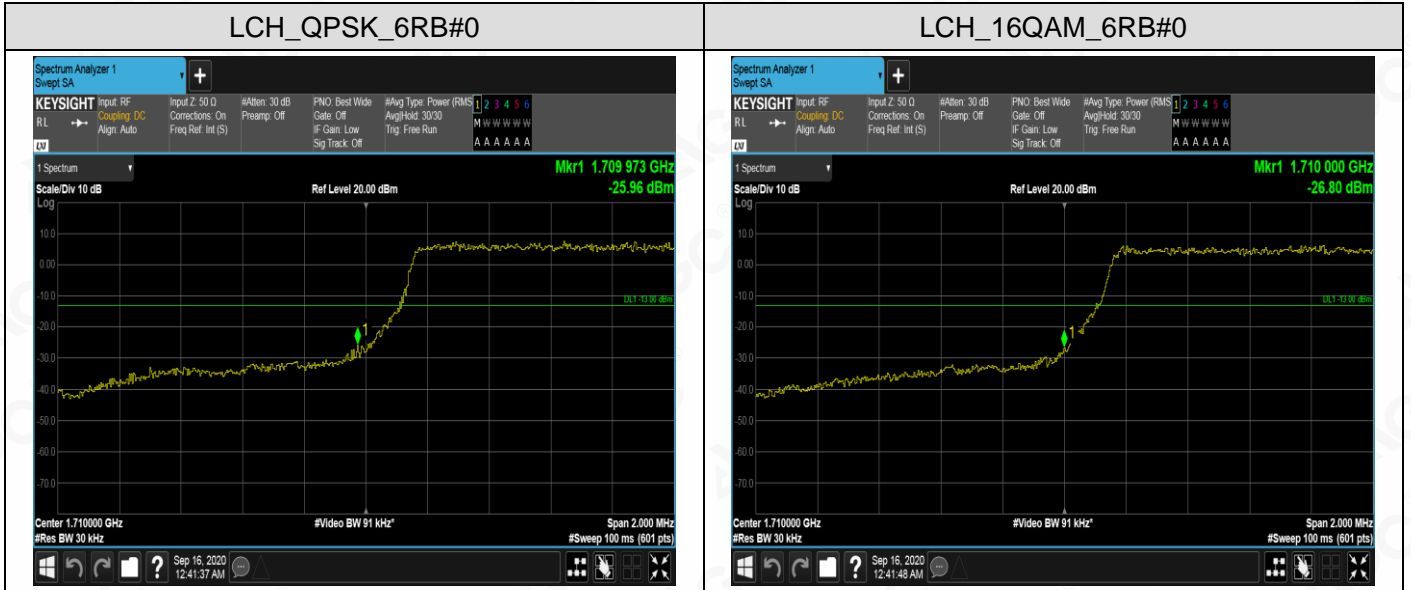 LCH_QPSK_6RB#0
LCH_16QAM_6RB#0
Spectrum Analyzer 1
Swept SA
+
KEYSIGHT
RL
LXI
Input: RF
Coupling: DC
Align: Auto
Input Z: 50 Ω
Corrections: On
Freq Ref: Int (S)
#Atten: 30 dB
Preamp: Off
PNO: Best Wide
Gate: Off
IF Gain: Low
Sig Track: Off
#Avg Type: Power (RMS
Avg|Hold: 30/30
Trig: Free Run
1 2 3 4 5 6
M W W W W W
A A A A A A
1 Spectrum
Mkr1 1.709 973 GHz
Scale/Div 10 dB
Ref Level 20.00 dBm
-25.96 dBm
Log
10.0
0.00
-10.0
DL1 -13.00 dBm
-20.0
1
-30.0
-40.0
-50.0
-60.0
-70.0
Center 1.710000 GHz
#Video BW 91 kHz*
Span 2.000 MHz
#Res BW 30 kHz
#Sweep 100 ms (601 pts)
?
Sep 16, 2020
12:41:37 AM
Spectrum Analyzer 1
Swept SA
+
KEYSIGHT
RL
LXI
Input: RF
Coupling: DC
Align: Auto
Input Z: 50 Ω
Corrections: On
Freq Ref: Int (S)
#Atten: 30 dB
Preamp: Off
PNO: Best Wide
Gate: Off
IF Gain: Low
Sig Track: Off
#Avg Type: Power (RMS
Avg|Hold: 30/30
Trig: Free Run
1 2 3 4 5 6
M W W W W W
A A A A A A
1 Spectrum
Mkr1 1.710 000 GHz
Scale/Div 10 dB
Ref Level 20.00 dBm
-26.80 dBm
Log
10.0
0.00
-10.0
DL1 -13.00 dBm
-20.0
1
-30.0
-40.0
-50.0
-60.0
-70.0
Center 1.710000 GHz
#Video BW 91 kHz*
Span 2.000 MHz
#Res BW 30 kHz
#Sweep 100 ms (601 pts)
?
Sep 16, 2020
12:41:48 AM